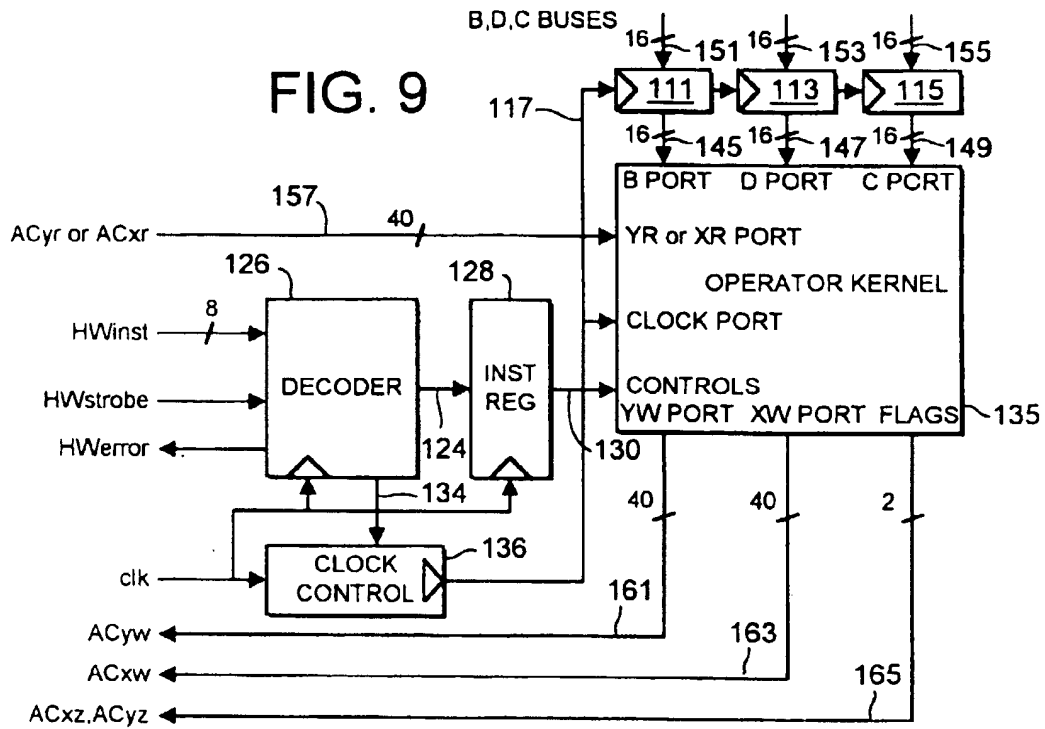 B,D,C BUSES
16 151 16 153 16 155
FIG. 9
117
111 113 115
16 145 16 147 16 149
B PORT D PORT C PORT
157
40
ACyr or ACxr
YR or XR PORT
126
128
OPERATOR KERNEL
8
HWinst
CLOCK PORT
DECODER
INST
REG
HWstrobe
CONTROLS
YW PORT XW PORT FLAGS
135
HWerror
124
130
134
40 40 2
136
clk
CLOCK
CONTROL
161
ACyw
163
ACxw
165
ACxz,ACyz